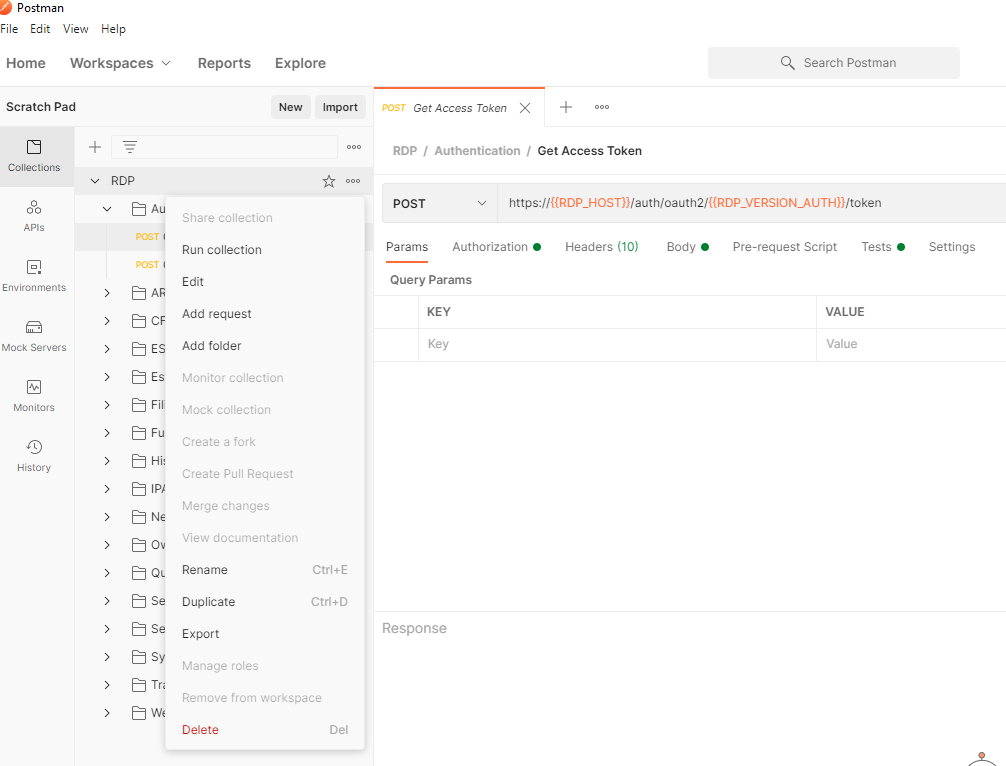 Postman
File Edit View Help
Home Workspaces Reports Explore Search Postman
Scratch Pad New Import
POST Get Access Token
Collections
APIs
Environments
Mock Servers
Monitors
History
RDP
Au
POST
POST
AR
CF
ES
Es
Fil
Fu
His
IPA
Ne
Ow
Qu
Se
Se
Sy
Tra
We
Share collection
Run collection
Edit
Add request
Add folder
Monitor collection
Mock collection
Create a fork
Create Pull Request
Merge changes
View documentation
Rename Ctrl+E
Duplicate Ctrl+D
Export
Manage roles
Remove from workspace
Delete Del
RDP / Authentication / Get Access Token
POST https://{{RDP_HOST}}/auth/oauth2/{{RDP_VERSION_AUTH}}/token
Params Authorization Headers (10) Body Pre-request Script Tests Settings
Query Params
KEY VALUE
Key Value
Response